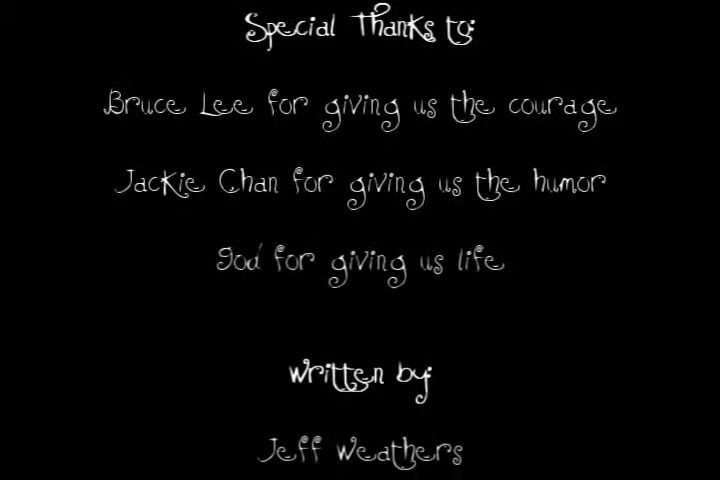 Special Thanks to:
Bruce Lee for giving us the courage
Jackie Chan for giving us the humor
God for giving us life
Written by:
Jeff Weathers